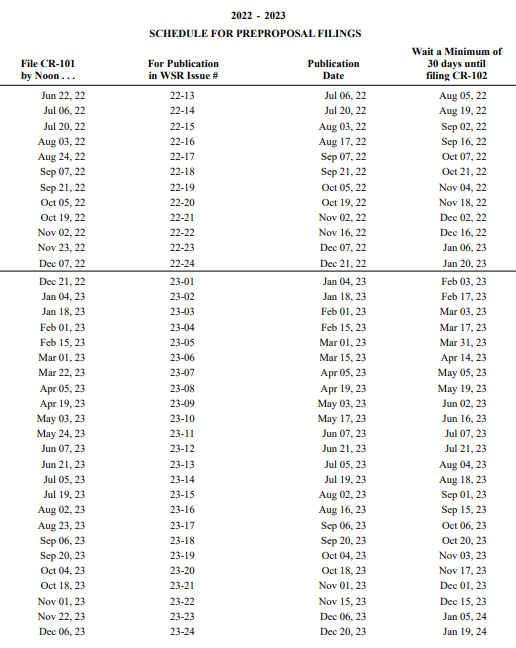 2022 - 2023
SCHEDULE FOR PREPROPOSAL FILINGS
File CR-101 by Noon . . . For Publication in WSR Issue # Publication Date Wait a Minimum of 30 days until filing CR-102
Jun 22, 22 22-13 Jul 06, 22 Aug 05, 22
Jul 06, 22 22-14 Jul 20, 22 Aug 19, 22
Jul 20, 22 22-15 Aug 03, 22 Sep 02, 22
Aug 03, 22 22-16 Aug 17, 22 Sep 16, 22
Aug 24, 22 22-17 Sep 07, 22 Oct 07, 22
Sep 07, 22 22-18 Sep 21, 22 Oct 21, 22
Sep 21, 22 22-19 Oct 05, 22 Nov 04, 22
Oct 05, 22 22-20 Oct 19, 22 Nov 18, 22
Oct 19, 22 22-21 Nov 02, 22 Dec 02, 22
Nov 02, 22 22-22 Nov 16, 22 Dec 16, 22
Nov 23, 22 22-23 Dec 07, 22 Jan 06, 23
Dec 07, 22 22-24 Dec 21, 22 Jan 20, 23
Dec 21, 22 23-01 Jan 04, 23 Feb 03, 23
Jan 04, 23 23-02 Jan 18, 23 Feb 17, 23
Jan 18, 23 23-03 Feb 01, 23 Mar 03, 23
Feb 01, 23 23-04 Feb 15, 23 Mar 17, 23
Feb 15, 23 23-05 Mar 01, 23 Mar 31, 23
Mar 01, 23 23-06 Mar 15, 23 Apr 14, 23
Mar 22, 23 23-07 Apr 05, 23 May 05, 23
Apr 05, 23 23-08 Apr 19, 23 May 19, 23
Apr 19, 23 23-09 May 03, 23 Jun 02, 23
May 03, 23 23-10 May 17, 23 Jun 16, 23
May 24, 23 23-11 Jun 07, 23 Jul 07, 23
Jun 07, 23 23-12 Jun 21, 23 Jul 21, 23
Jun 21, 23 23-13 Jul 05, 23 Aug 04, 23
Jul 05, 23 23-14 Jul 19, 23 Aug 18, 23
Jul 19, 23 23-15 Aug 02, 23 Sep 01, 23
Aug 02, 23 23-16 Aug 16, 23 Sep 15, 23
Aug 23, 23 23-17 Sep 06, 23 Oct 06, 23
Sep 06, 23 23-18 Sep 20, 23 Oct 20, 23
Sep 20, 23 23-19 Oct 04, 23 Nov 03, 23
Oct 04, 23 23-20 Oct 18, 23 Nov 17, 23
Oct 18, 23 23-21 Nov 01, 23 Dec 01, 23
Nov 01, 23 23-22 Nov 15, 23 Dec 15, 23
Nov 22, 23 23-23 Dec 06, 23 Jan 05, 24
Dec 06, 23 23-24 Dec 20, 23 Jan 19, 24